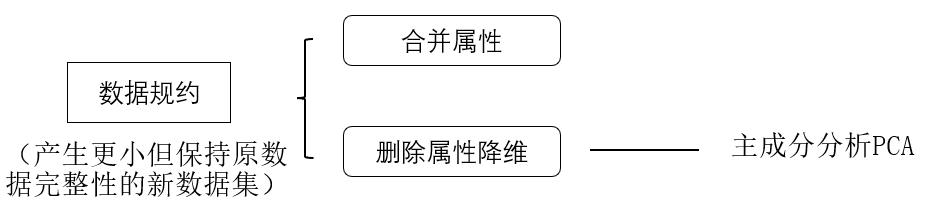 合并属性
数据规约
（产生更小但保持原数
据完整性的新数据集）
删除属性降维
主成分分析PCA